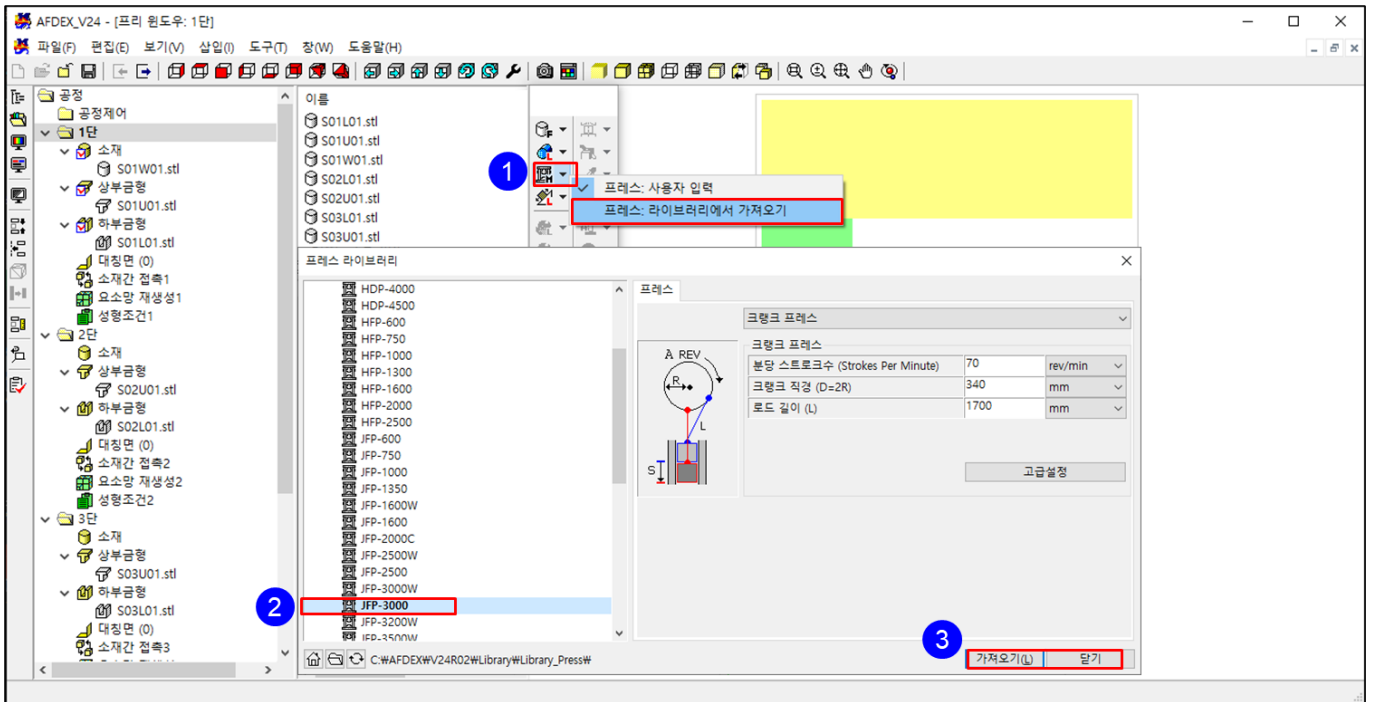 AFDEX_V24 - [프리 윈도우: 1단]
파일(F) 편집(E) 보기(V) 삽입(I) 도구(T) 창(W) 도움말(H)
공정
공정제어
1단
소재
S01W01.stl
상부금형
S01U01.stl
하부금형
S01L01.stl
대칭면 (0)
소재간 접촉1
요소망 재생성1
성형조건1
2단
소재
상부금형
S02U01.stl
하부금형
S02L01.stl
대칭면 (0)
소재간 접촉2
요소망 재생성2
성형조건2
3단
소재
상부금형
S03U01.stl
하부금형
S03L01.stl
대칭면 (0)
소재간 접촉3
이름
S01L01.stl
S01U01.stl
S01W01.stl
S02L01.stl
S02U01.stl
S03L01.stl
S03U01.stl
1
프레스: 사용자 입력
프레스: 라이브러리에서 가져오기
프레스 라이브러리
HDP-4000
HDP-4500
HFP-600
HFP-750
HFP-1000
HFP-1300
HFP-1600
HFP-2000
HFP-2500
JFP-600
JFP-750
JFP-1000
JFP-1350
JFP-1600W
JFP-1600
JFP-2000C
JFP-2500W
JFP-2500
JFP-3000W
2
JFP-3000
JFP-3200W
JFP-3500W
프레스
크랭크 프레스
A REV
R
L
S
크랭크 프레스
분당 스트로크수 (Strokes Per Minute) 70 rev/min
크랭크 직경 (D=2R) 340 mm
로드 길이 (L) 1700 mm
고급설정
3
C:₩AFDEX₩V24R02₩Library₩Library_Press₩
가져오기(L) 닫기